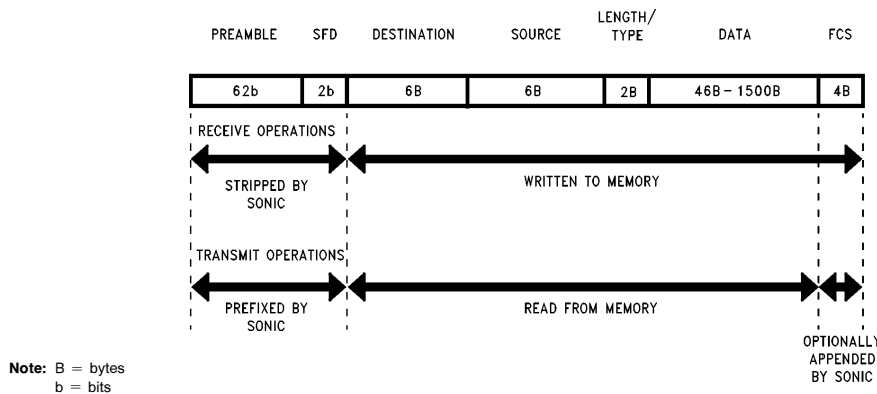 PREAMBLE SFD DESTINATION SOURCE LENGTH/
TYPE DATA FCS
62b 2b 6B 6B 2B 46B – 1500B 4B
RECEIVE OPERATIONS
STRIPPED BY
SONIC
WRITTEN TO MEMORY
TRANSMIT OPERATIONS
PREFIXED BY
SONIC
READ FROM MEMORY
OPTIONALLY
APPENDED
BY SONIC
Note: B = bytes
b = bits